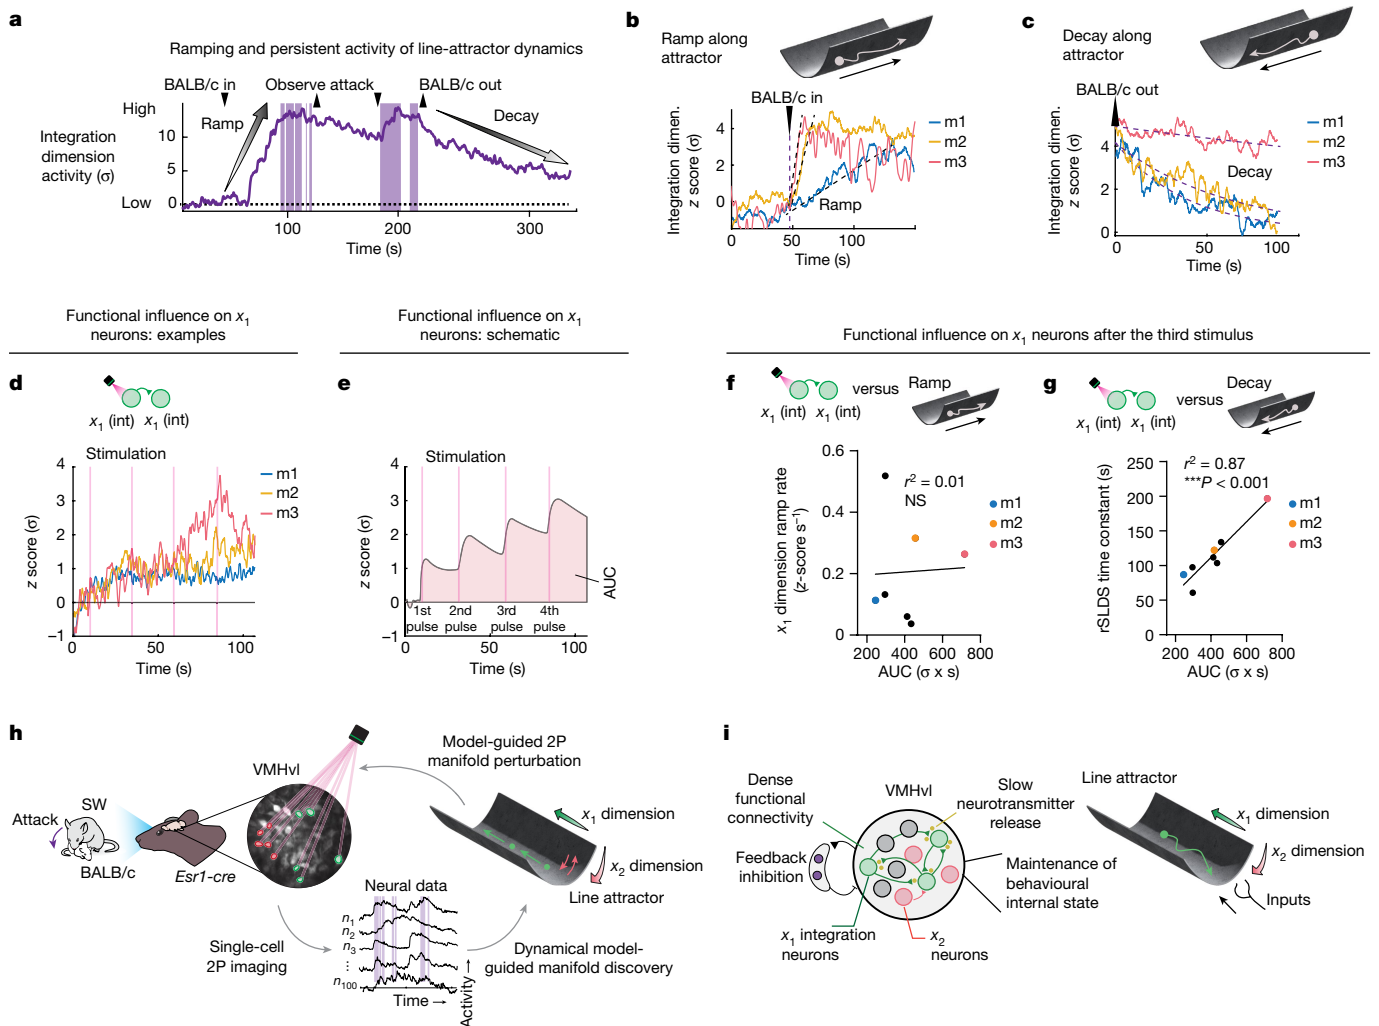 a
Ramping and persistent activity of line-attractor dynamics
BALB/c in
Observe attack
BALB/c out
High
Ramp
Decay
Integration
dimension
activity (σ)
10
5
0
Low
100
200
300
Time (s)
b
Ramp along
attractor
BALB/c in
Integration dimen.
z score (σ)
4
2
0
m1
m2
m3
Ramp
0
50
100
Time (s)
c
Decay along
attractor
BALB/c out
Integration dimen.
z score (σ)
4
2
0
m1
m2
m3
Decay
0
50
100
Time (s)
Functional influence on x1
neurons: examples
Functional influence on x1
neurons: schematic
Functional influence on x1 neurons after the third stimulus
d
x1 (int) x1 (int)
Stimulation
z score (σ)
4
3
2
1
0
−1
m1
m2
m3
0
50
100
Time (s)
e
Stimulation
z score (σ)
4
3
2
1
0
−1
1st
pulse
2nd
pulse
3rd
pulse
4th
pulse
AUC
0
50
100
Time (s)
f
x1 (int) x1 (int)
versus
Ramp
x1 dimension ramp rate
(z-score s−1)
0.6
0.4
0.2
0
r2 = 0.01
NS
m1
m2
m3
200 400 600 800
AUC (σ x s)
g
x1 (int) x1 (int)
versus
Decay
rSLDS time constant (s)
250
200
150
100
50
0
r2 = 0.87
***P < 0.001
m1
m2
m3
200 400 600 800
AUC (σ x s)
h
Model-guided 2P
manifold perturbation
VMHvl
SW
Attack
BALB/c
Esr1-cre
x1 dimension
x2 dimension
Line attractor
Neural data
n1
n2
n3
⋮
n100
Time
Activity
Single-cell
2P imaging
Dynamical model-
guided manifold discovery
i
Dense
functional
connectivity
VMHvl
Slow
neurotransmitter
release
Feedback
inhibition
Maintenance of
behavioural
internal state
x1 integration
neurons
x2
neurons
Line attractor
x1 dimension
x2 dimension
Inputs